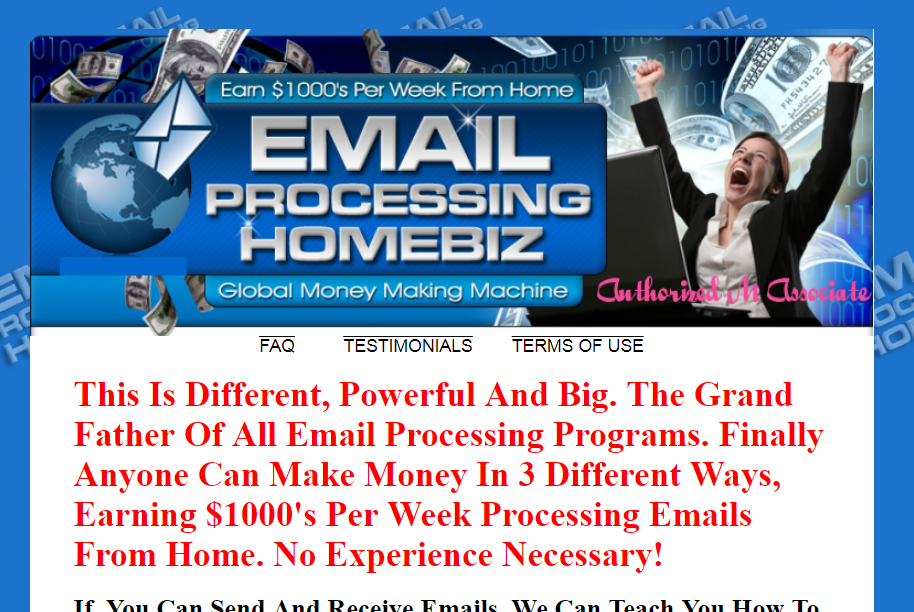 Earn $1000's Per Week From Home
EMAIL
PROCESSING
HOMEBIZ
Global Money Making Machine
FAQ TESTIMONIALS TERMS OF USE
This Is Different, Powerful And Big. The Grand
Father Of All Email Processing Programs. Finally
Anyone Can Make Money In 3 Different Ways,
Earning $1000's Per Week Processing Emails
From Home. No Experience Necessary!
If You Can Send And Receive Emails, We Can Teach You How To